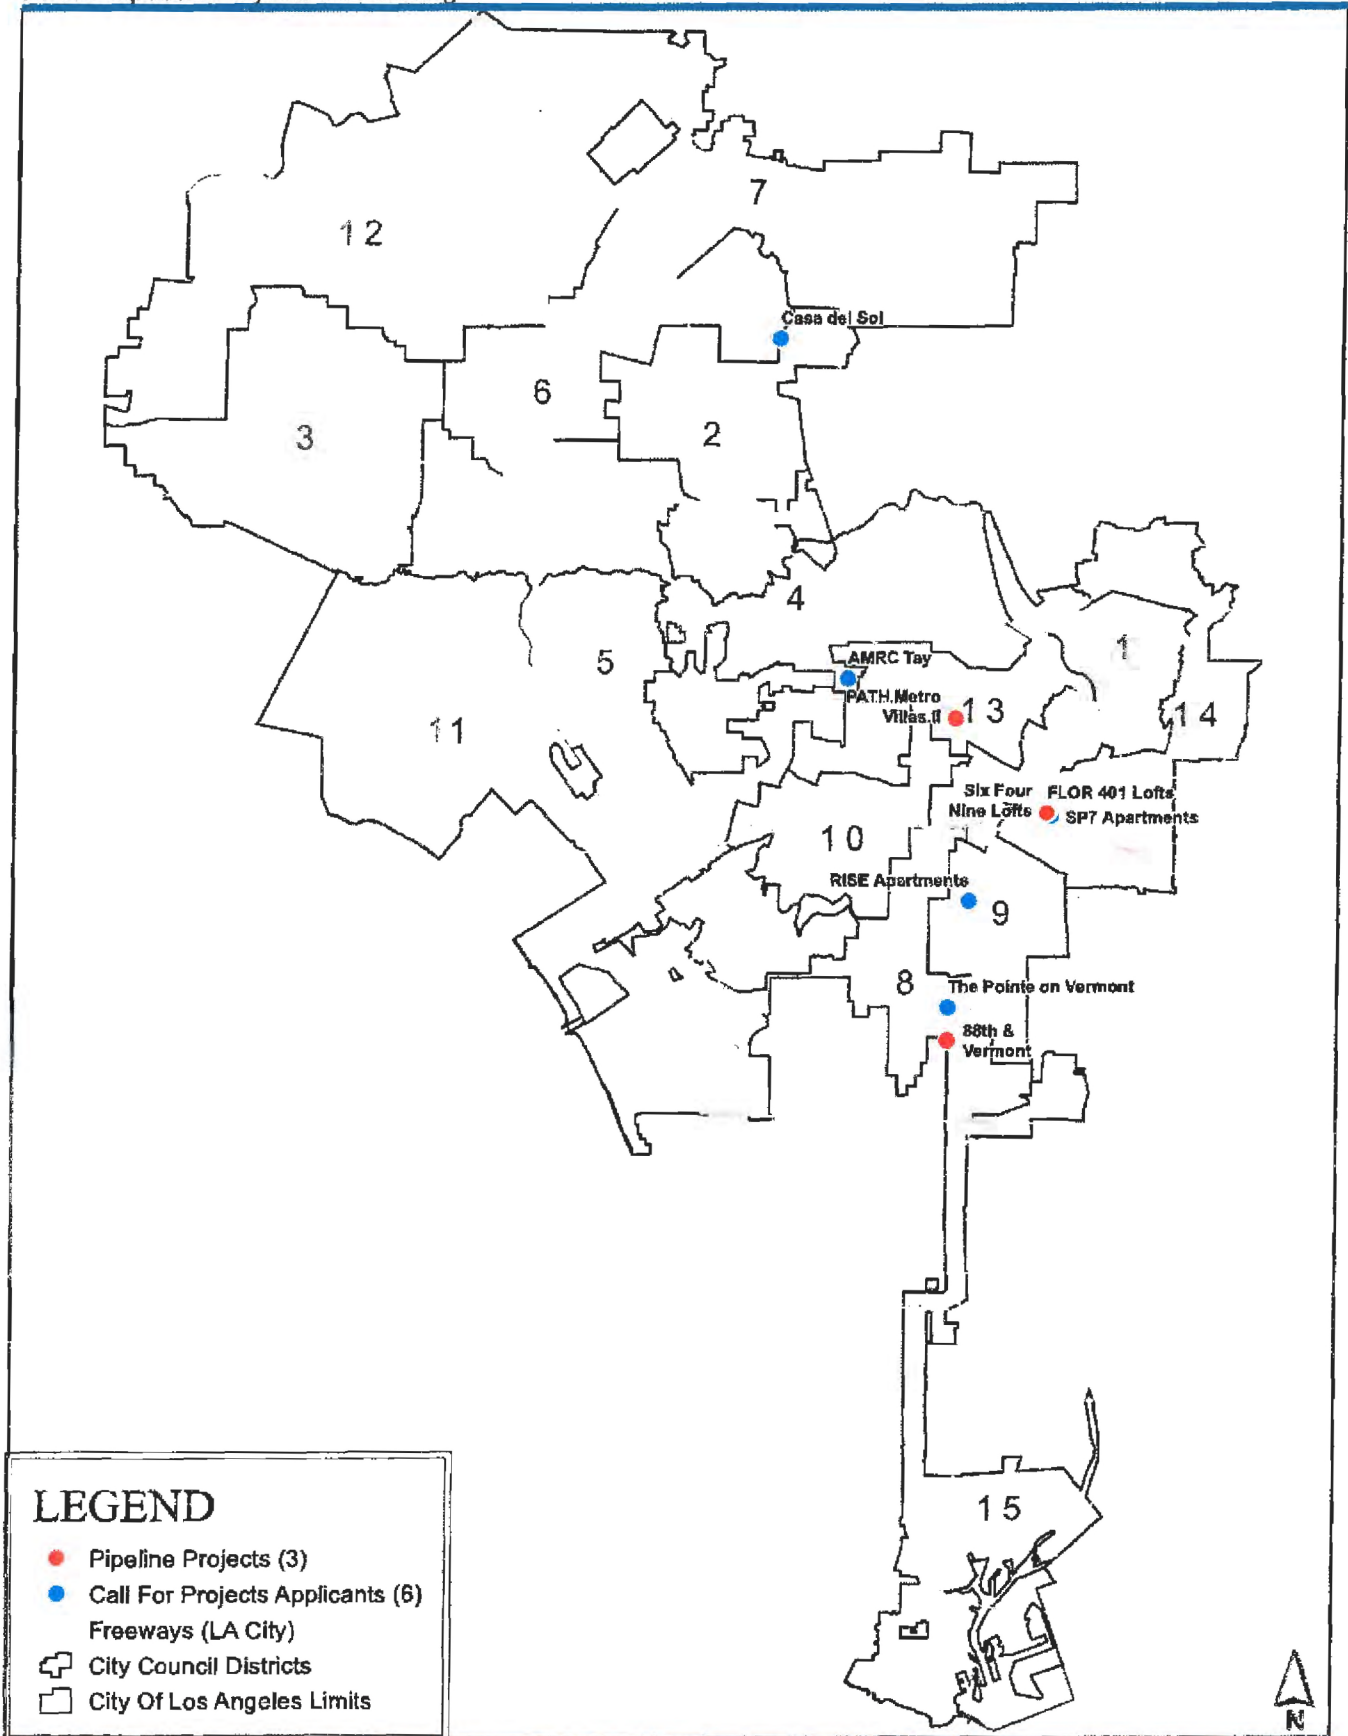 7
12
Casa del Sol
6
3
2
4
1
5
AMRC Tay
PATH Metro
Villas II
13
14
11
Six Four
Nine Lofts
FLOR 401 Lofts
SP7 Apartments
10
RISE Apartments
9
8
The Pointe on Vermont
88th &
Vermont
15
LEGEND
Pipeline Projects (3)
Call For Projects Applicants (6)
Freeways (LA City)
City Council Districts
City Of Los Angeles Limits
N